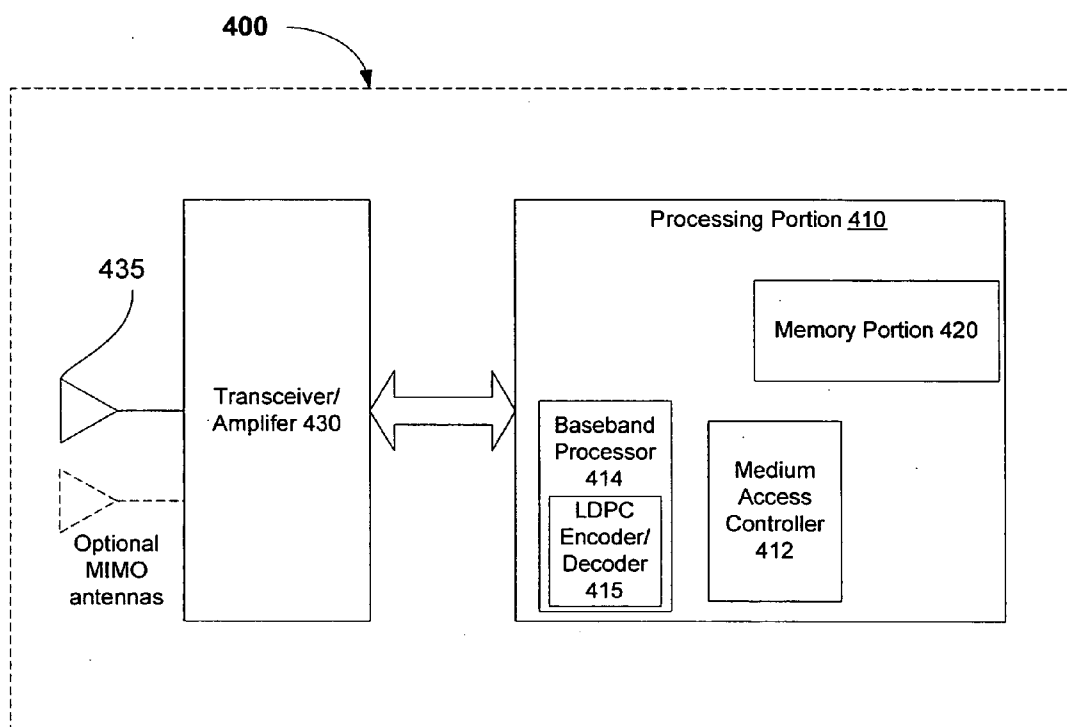 400
435
Processing Portion 410
Memory Portion 420
Transceiver/
Amplifer 430
Baseband
Processor
414
LDPC
Encoder/
Decoder
415
Medium
Access
Controller
412
Optional
MIMO
antennas